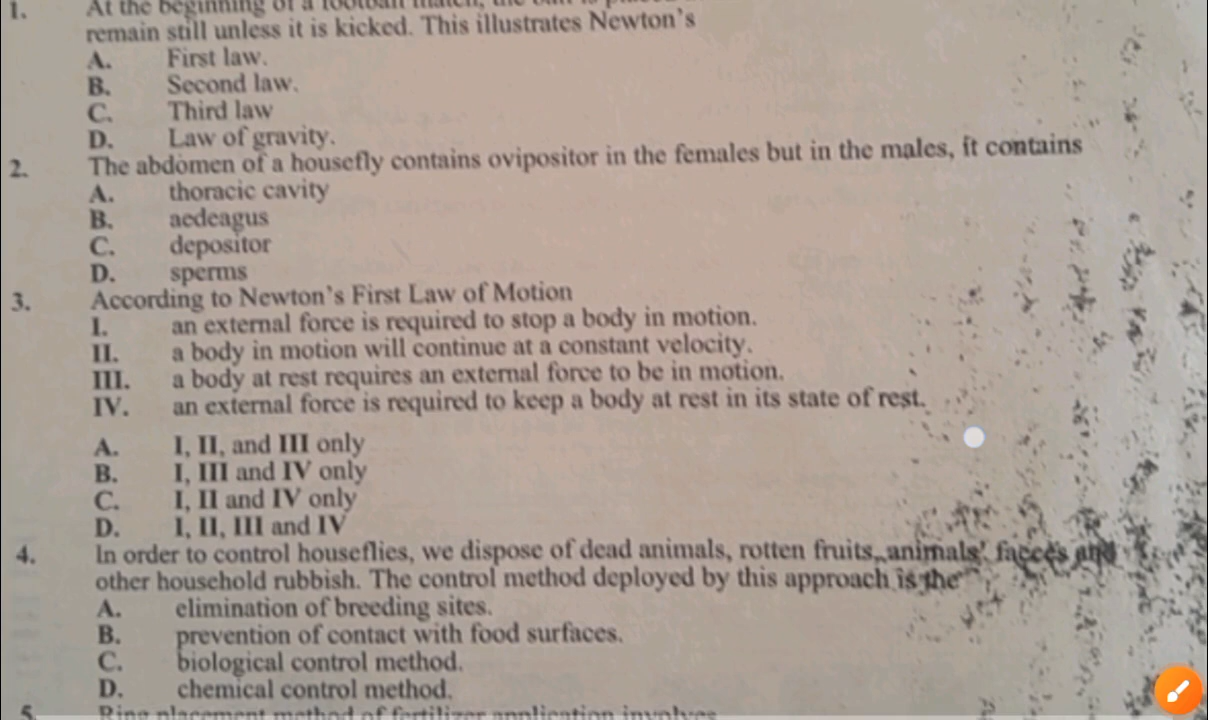 1. At the beginning of a football match, the ball is placed
remain still unless it is kicked. This illustrates Newton's
A. First law.
B. Second law.
C. Third law
D. Law of gravity.
2. The abdomen of a housefly contains ovipositor in the females but in the males, it contains
A. thoracic cavity
B. aedeagus
C. depositor
D. sperms
3. According to Newton's First Law of Motion
I. an external force is required to stop a body in motion.
II. a body in motion will continue at a constant velocity.
III. a body at rest requires an external force to be in motion.
IV. an external force is required to keep a body at rest in its state of rest.
A. I, II, and III only
B. I, III and IV only
C. I, II and IV only
D. I, II, III and IV
4. In order to control houseflies, we dispose of dead animals, rotten fruits, animals' faeces and
other household rubbish. The control method deployed by this approach is the
A. elimination of breeding sites.
B. prevention of contact with food surfaces.
C. biological control method.
D. chemical control method.
5. Ring placement method of fertilizer application involves